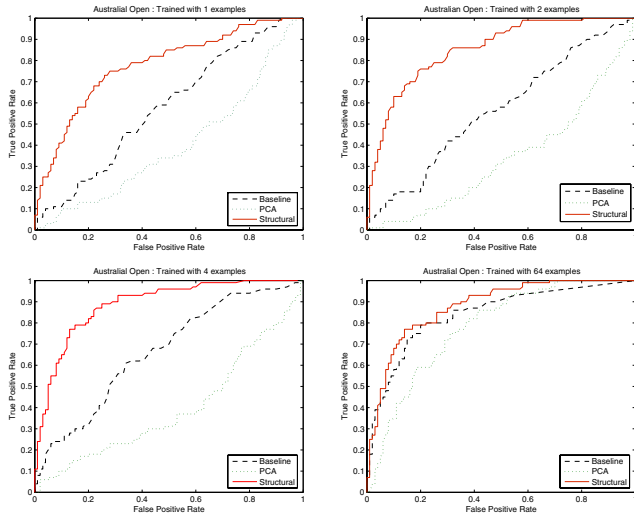 Australial Open : Trained with 1 examples
1
0.9
0.8
0.7
0.6
0.5
0.4
0.3
0.2
0.1
0
True Positive Rate
Baseline
PCA
Structural
0 0.2 0.4 0.6 0.8 1
False Positive Rate
Australian Open : Trained with 2 examples
1
0.9
0.8
0.7
0.6
0.5
0.4
0.3
0.2
0.1
0
True Positive Rate
Baseline
PCA
Structural
0 0.2 0.4 0.6 0.8
False Positive Rate
Australial Open : Trained with 4 examples
1
0.9
0.8
0.7
0.6
0.5
0.4
0.3
0.2
0.1
0
True Positive Rate
Baseline
PCA
Structural
0 0.2 0.4 0.6 0.8 1
False Positive Rate
Australial Open : Trained with 64 examples
1
0.9
0.8
0.7
0.6
0.5
0.4
0.3
0.2
0.1
0
True Positive Rate
Baseline
PCA
Structural
0 0.2 0.4 0.6 0.8
False Positive Rate